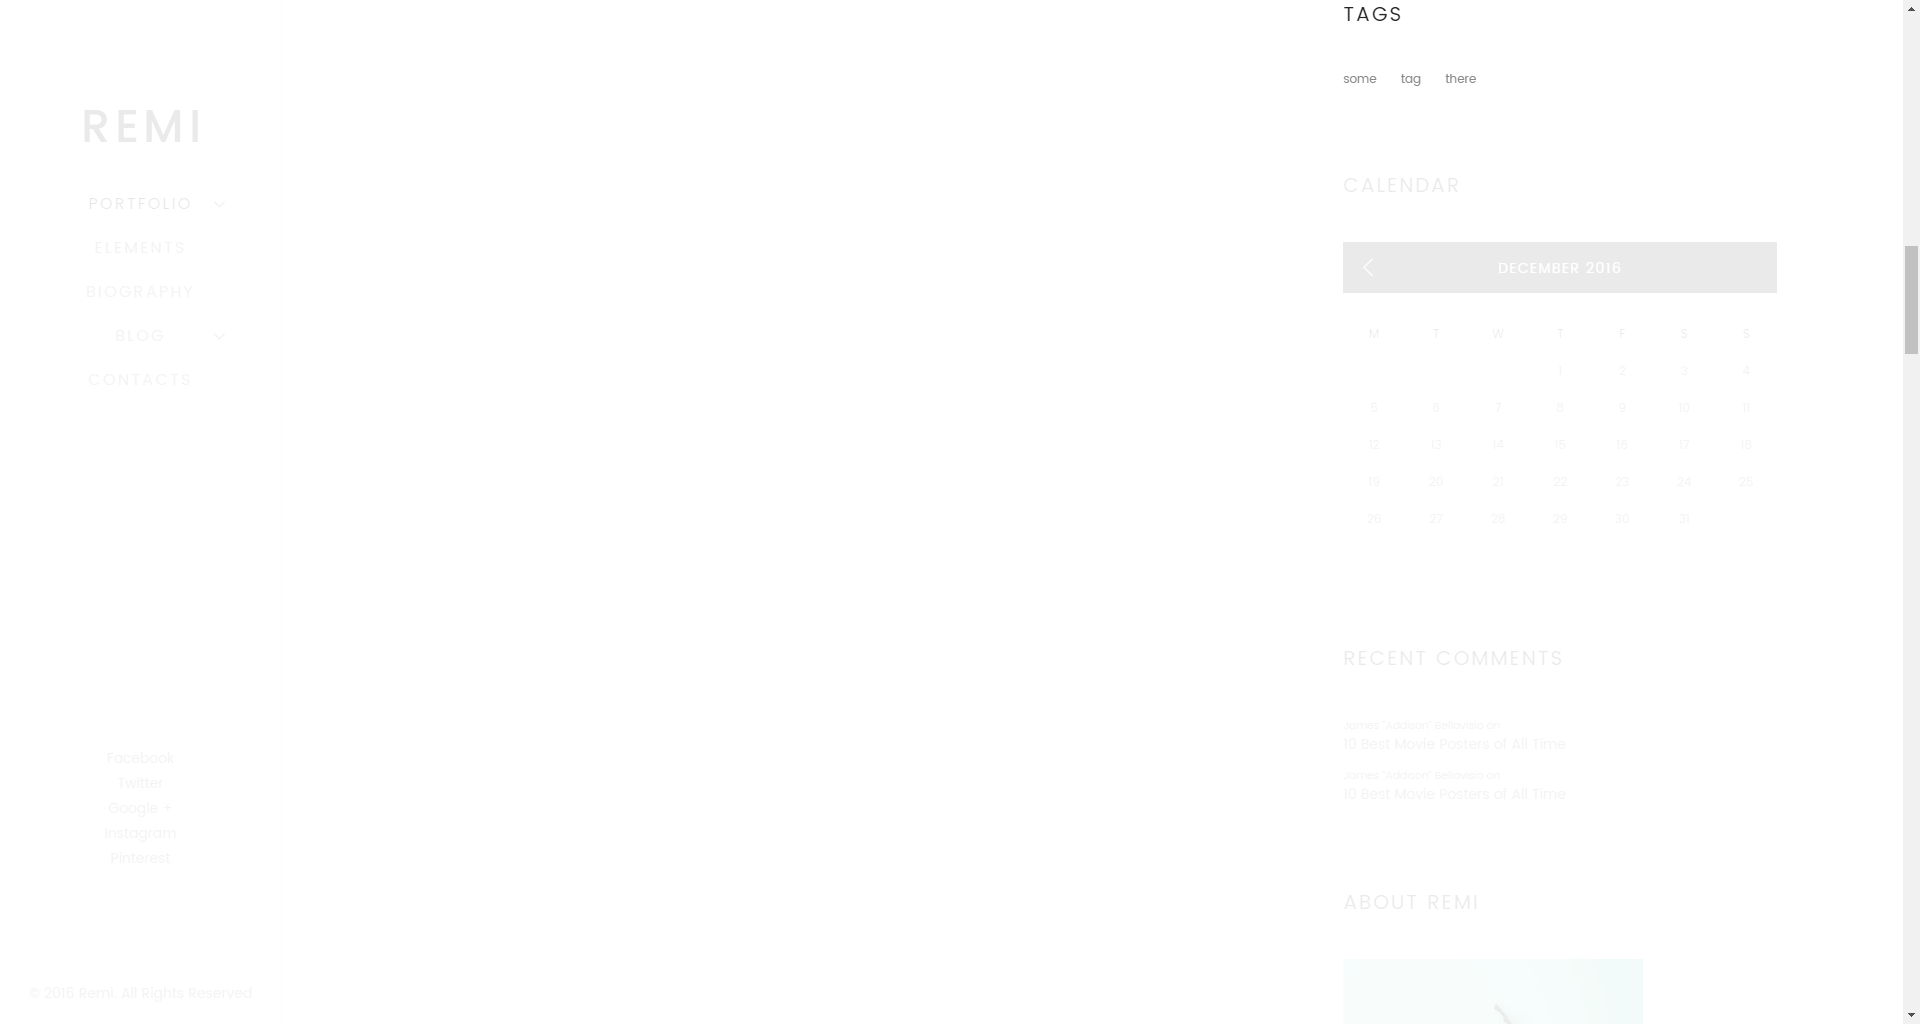 REMI
PORTFOLIO
ELEMENTS
BIOGRAPHY
BLOG
CONTACTS
Facebook
Twitter
Google +
Instagram
Pinterest
© 2016 Remi. All Rights Reserved
TAGS
some tag there
CALENDAR
DECEMBER 2016
M T W T F S S
1 2 3 4
5 6 7 8 9 10 11
12 13 14 15 16 17 18
19 20 21 22 23 24 25
26 27 28 29 30 31
RECENT COMMENTS
James "Addison" Bellavisio on
10 Best Movie Posters of All Time
James "Addison" Bellavisio on
10 Best Movie Posters of All Time
ABOUT REMI